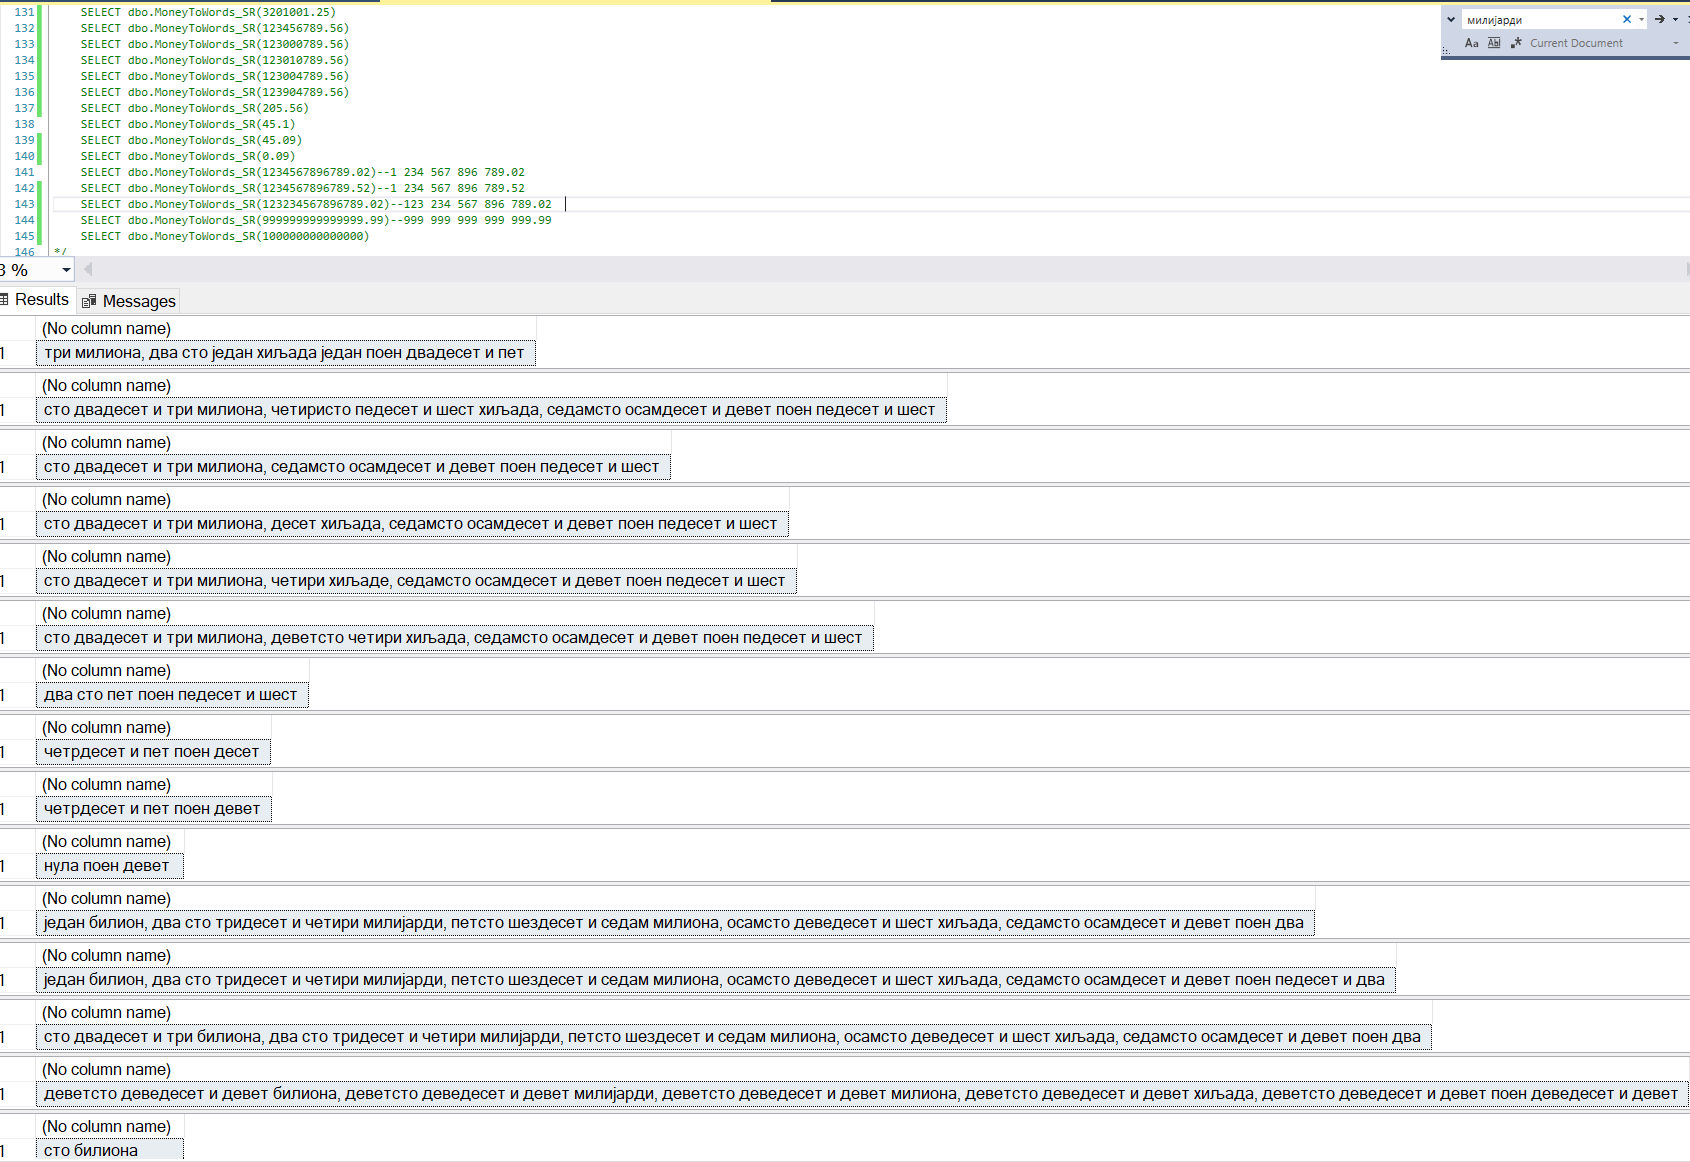 131 SELECT dbo.MoneyToWords_SR(3201001.25)
132 SELECT dbo.MoneyToWords_SR(123456789.56)
133 SELECT dbo.MoneyToWords_SR(123000789.56)
134 SELECT dbo.MoneyToWords_SR(123010789.56)
135 SELECT dbo.MoneyToWords_SR(123004789.56)
136 SELECT dbo.MoneyToWords_SR(123904789.56)
137 SELECT dbo.MoneyToWords_SR(205.56)
138 SELECT dbo.MoneyToWords_SR(45.1)
139 SELECT dbo.MoneyToWords_SR(45.09)
140 SELECT dbo.MoneyToWords_SR(0.09)
141 SELECT dbo.MoneyToWords_SR(1234567896789.02)--1 234 567 896 789.02
142 SELECT dbo.MoneyToWords_SR(1234567896789.52)--1 234 567 896 789.52
143 SELECT dbo.MoneyToWords_SR(123234567896789.02)--123 234 567 896 789.02
144 SELECT dbo.MoneyToWords_SR(999999999999999.99)--999 999 999 999 999.99
145 SELECT dbo.MoneyToWords_SR(100000000000000)
146 */
милијарди
Aa Current Document
3 %
Results Messages
(No column name)
1 три милиона, два сто један хиљада један поен двадесет и пет
(No column name)
1 сто двадесет и три милиона, четиристо педесет и шест хиљада, седамсто осамдесет и девет поен педесет и шест
(No column name)
1 сто двадесет и три милиона, седамсто осамдесет и девет поен педесет и шест
(No column name)
1 сто двадесет и три милиона, десет хиљада, седамсто осамдесет и девет поен педесет и шест
(No column name)
1 сто двадесет и три милиона, четири хиљаде, седамсто осамдесет и девет поен педесет и шест
(No column name)
1 сто двадесет и три милиона, деветсто четири хиљада, седамсто осамдесет и девет поен педесет и шест
(No column name)
1 два сто пет поен педесет и шест
(No column name)
1 четрдесет и пет поен десет
(No column name)
1 четрдесет и пет поен девет
(No column name)
1 нула поен девет
(No column name)
1 један билион, два сто тридесет и четири милијарди, петсто шездесет и седам милиона, осамсто деведесет и шест хиљада, седамсто осамдесет и девет поен два
(No column name)
1 један билион, два сто тридесет и четири милијарди, петсто шездесет и седам милиона, осамсто деведесет и шест хиљада, седамсто осамдесет и девет поен педесет и два
(No column name)
1 сто двадесет и три билиона, два сто тридесет и четири милијарди, петсто шездесет и седам милиона, осамсто деведесет и шест хиљада, седамсто осамдесет и девет поен два
(No column name)
1 деветсто деведесет и девет билиона, деветсто деведесет и девет милијарди, деветсто деведесет и девет милиона, деветсто деведесет и девет хиљада, деветсто деведесет и девет поен деведесет и девет
(No column name)
1 сто билиона